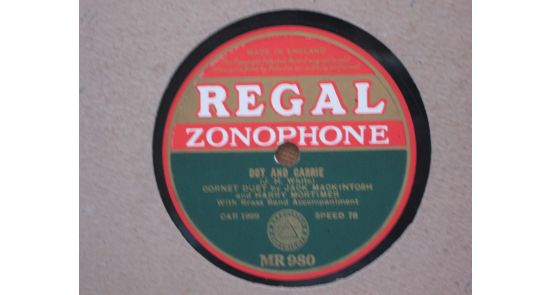 MADE IN ENGLAND
REGAL
ZONOPHONE
DOT AND CARRIE
(J. H. White)
CORNET DUET by JACK MACKINTOSH
and HARRY MORTIMER
With Brass Band Accompaniment
CAR 1999 SPEED 78
MR 980